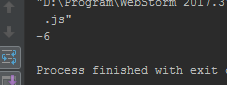 "D:\Program\WebStorm 2017.3
.js"
-6
Process finished with exit